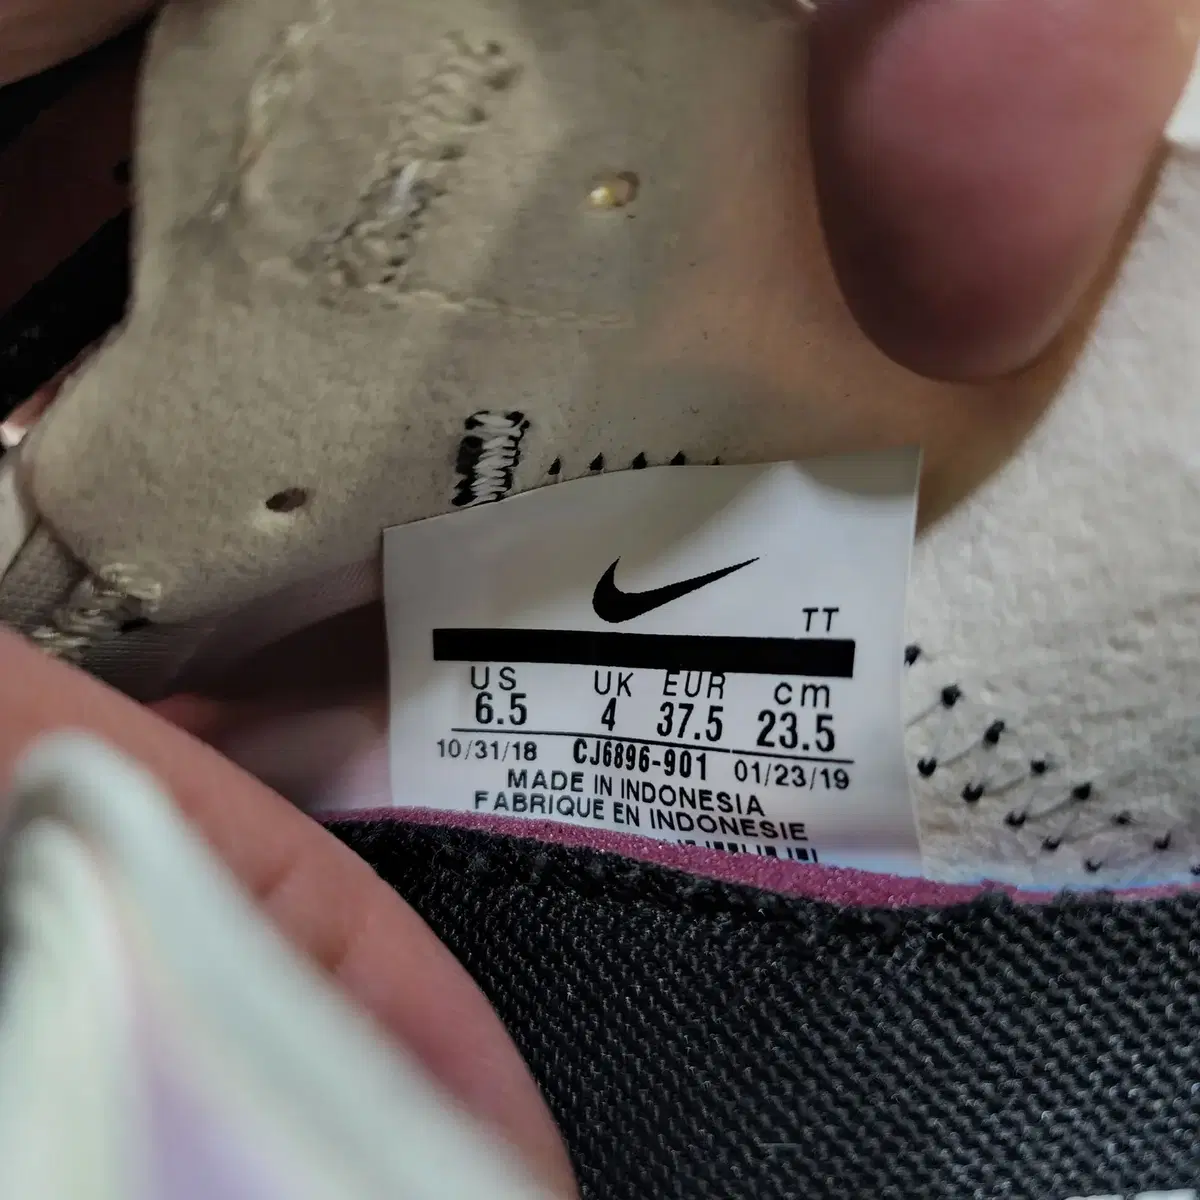 TT
US UK EUR cm
6.5 4 37.5 23.5
10/31/18 CJ6896-901 01/23/19
MADE IN INDONESIA
FABRIQUE EN INDONESIE